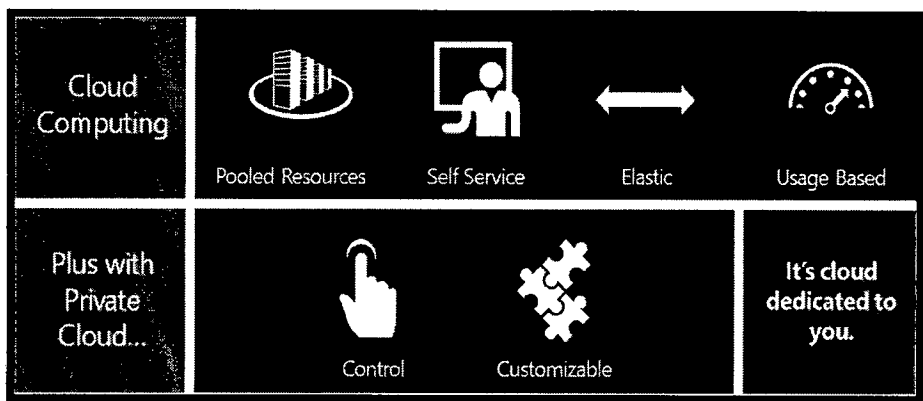 Cloud
Computing
Pooled Resources
Self Service
Elastic
Usage Based
Plus with
Private
Cloud...
Control
Customizable
It's cloud
dedicated to
you.